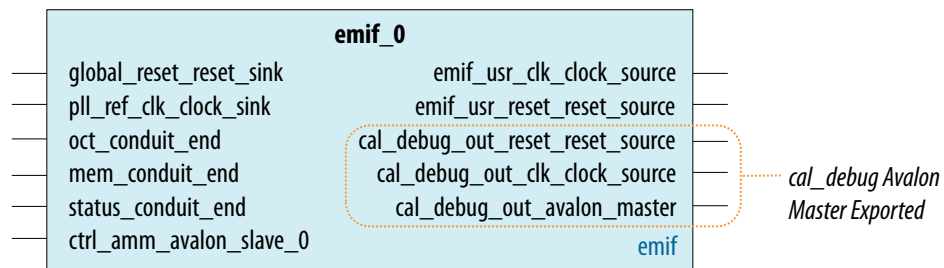 emif_0
global_reset_reset_sink
pll_ref_clk_clock_sink
oct_conduit_end
mem_conduit_end
status_conduit_end
ctrl_amm_avalon_slave_0
emif_usr_clk_clock_source
emif_usr_reset_reset_source
cal_debug_out_reset_reset_source
cal_debug_out_clk_clock_source
cal_debug_out_avalon_master
emif
cal_debug Avalon
Master Exported